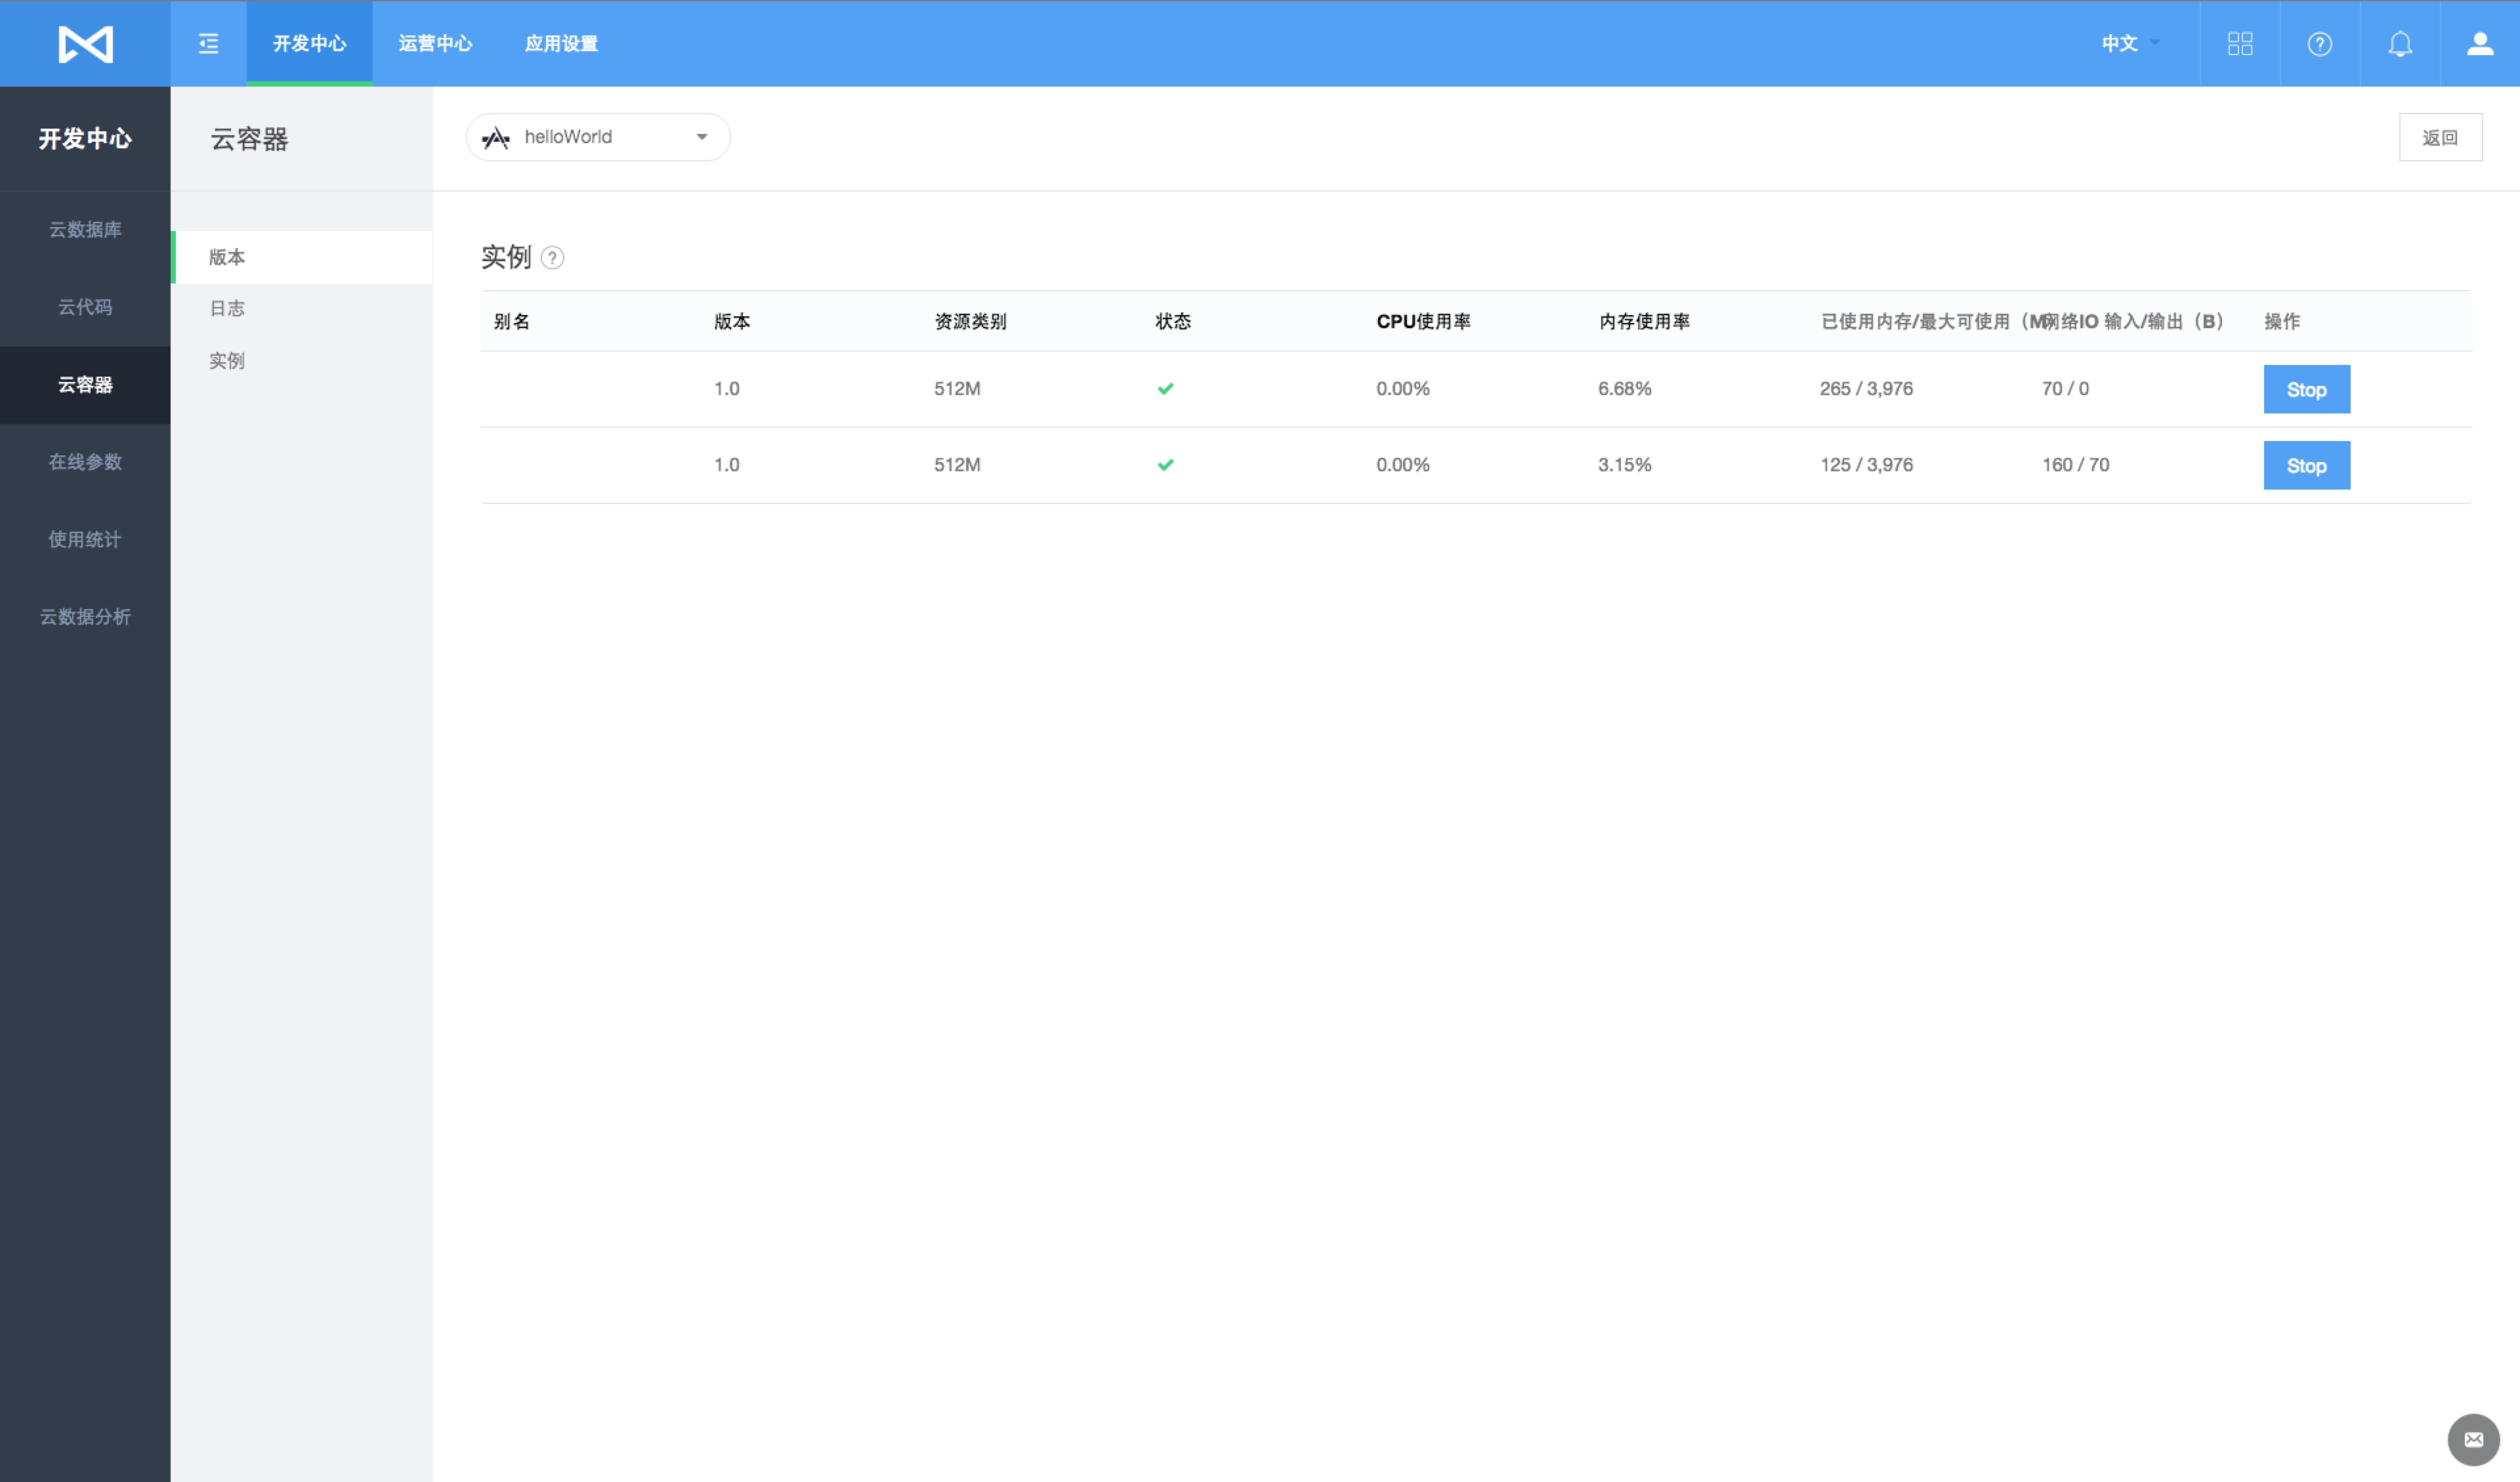 开发中心 运营中心 应用设置 中文
开发中心
云数据库
云代码
云容器
在线参数
使用统计
云数据分析
云容器
版本
日志
实例
helloWorld
返回
实例
别名 版本 资源类别 状态 CPU使用率 内存使用率 已使用内存/最大可使用（M 网络IO 输入/输出（B） 操作
1.0 512M 0.00% 6.68% 265 / 3,976 70 / 0 Stop
1.0 512M 0.00% 3.15% 125 / 3,976 160 / 70 Stop